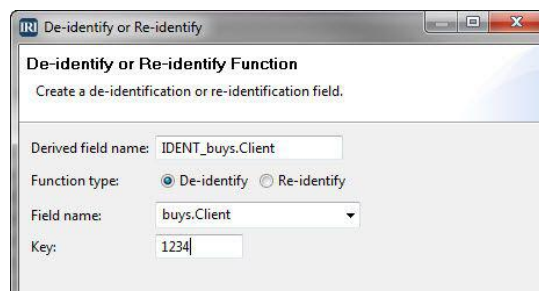 IRI De-identify or Re-identify
De-identify or Re-identify Function
Create a de-identification or re-identification field.
Derived field name: IDENT_buys.Client
Function type: De-identify Re-identify
Field name: buys.Client
Key: 1234